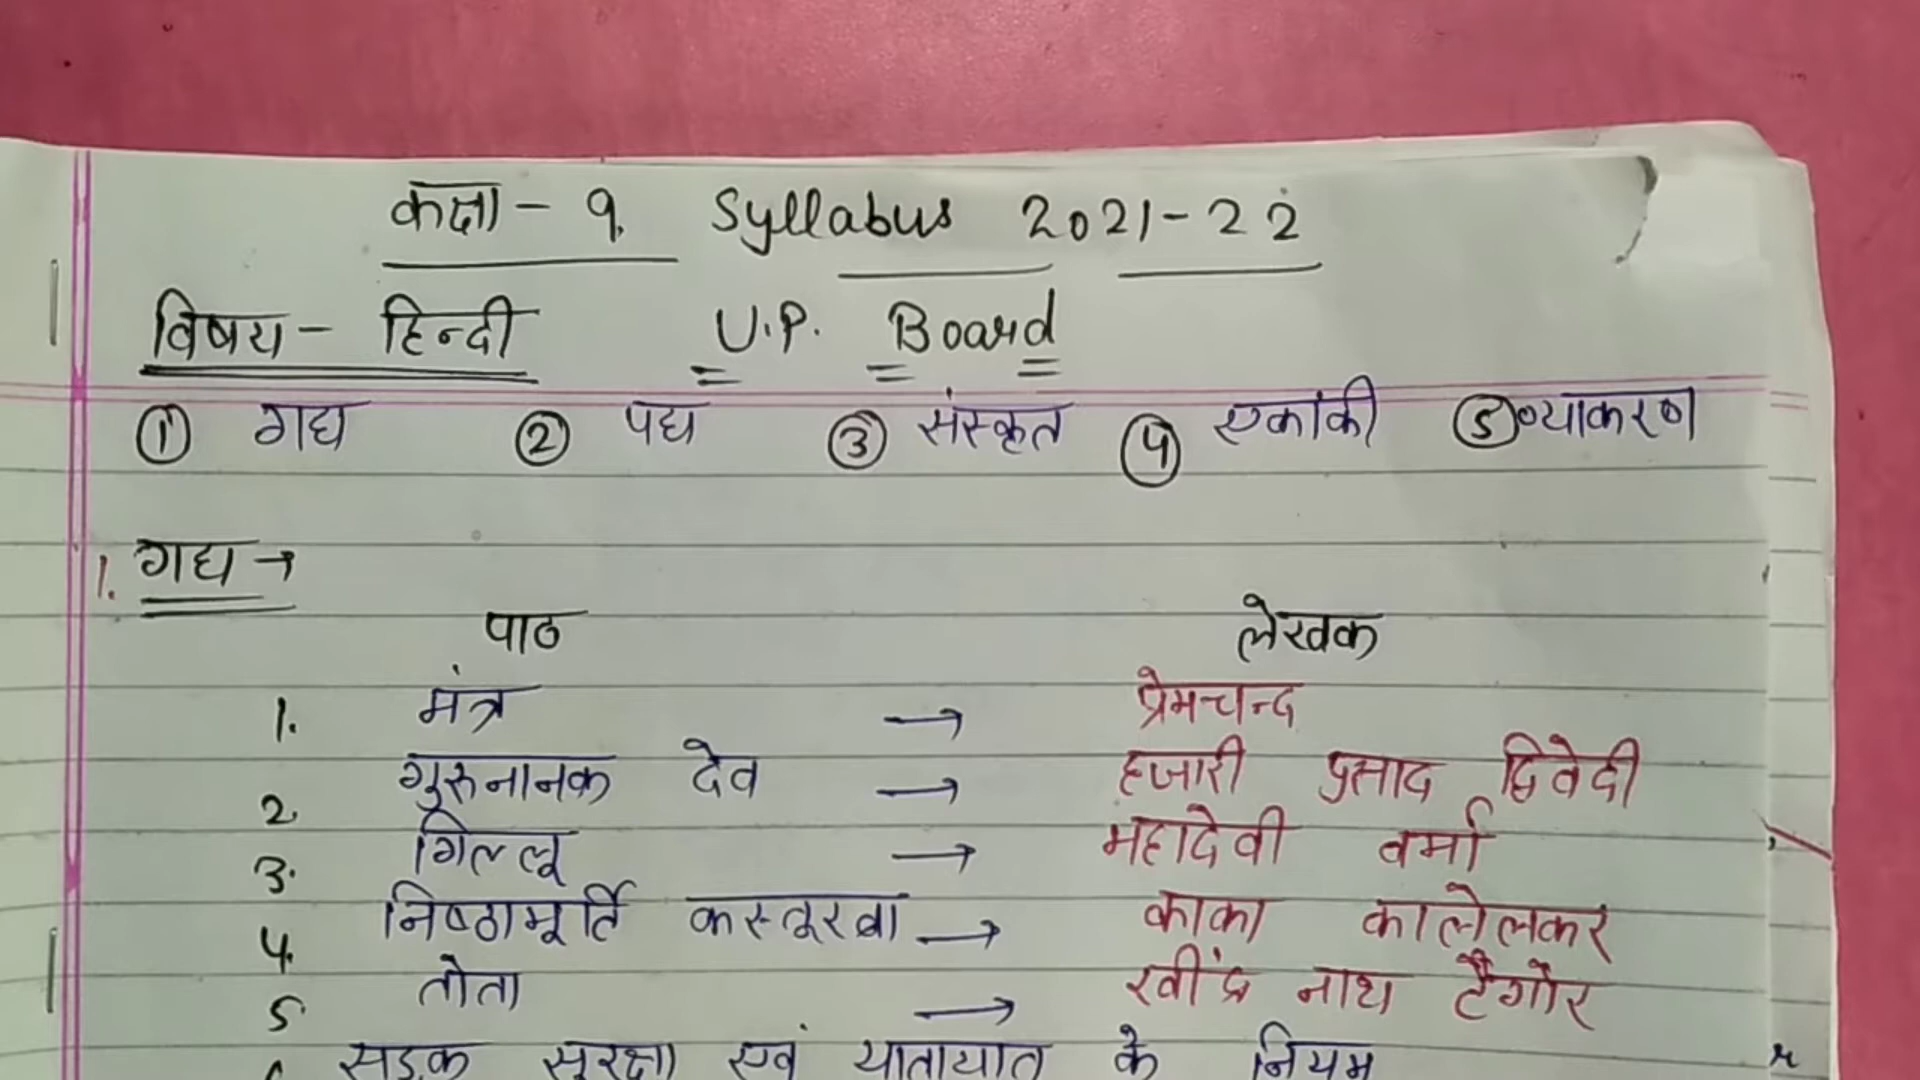 कक्षा - 9. Syllabus 2021-22
विषय - हिन्दी U.P. Board
① गद्य ② पद्य ③ संस्कृत ④ एकांकी ⑤ व्याकरण
1. गद्य →
पाठ लेखक
1. मंत्र → प्रेमचन्द
2. गुरुनानक देव → हजारी प्रसाद द्विवेदी
3. गिल्लू → महादेवी वर्मा
4. निष्ठामूर्ति कस्तूरबा → काका कालेलकर
5. तोता → रवींद्र नाथ टैगोर
सड़क सुरक्षा एवं यातायात के नियम